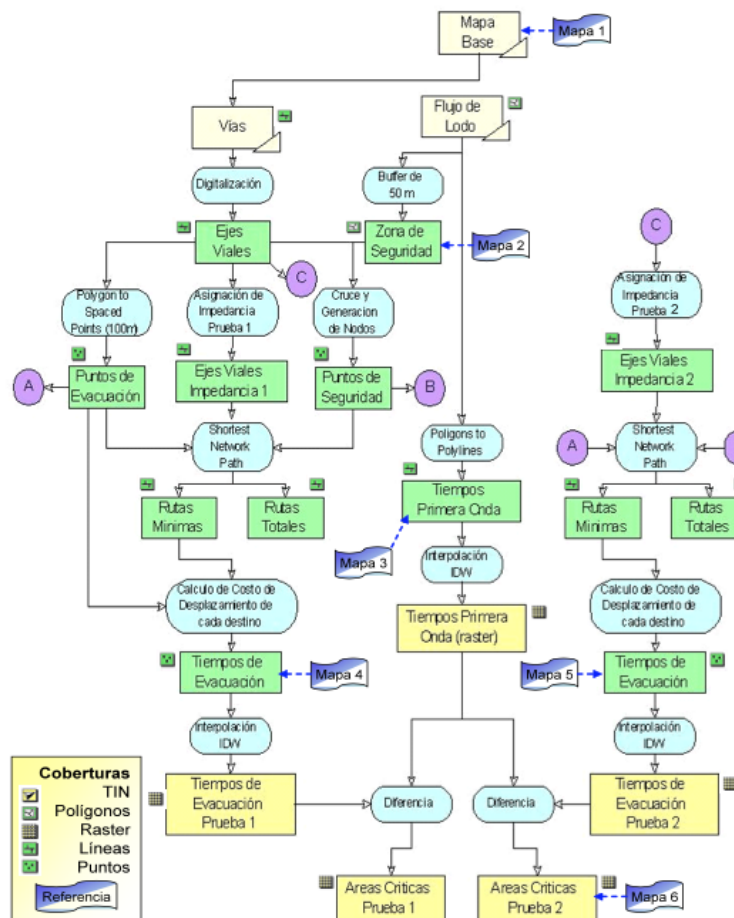 Mapa
Base
Mapa 1
Vías
Flujo de
Lodo
Digitalización
Buffer de
50 m
Ejes
Viales
Zona de
Seguridad
Mapa 2
C
C
Polygon to
Spaced
Points (100m)
Asignación de
Impedancia
Prueba 1
Cruce y
Generacion
de Nodos
Asignación de
Impedancia
Prueba 2
A
Puntos de
Evacuación
Ejes Viales
Impedancia 1
Puntos de
Seguridad
B
Ejes Viales
Impedancia 2
Shortest
Network
Path
Poligons to
Polylines
A
Shortest
Network
Path
Rutas
Minimas
Rutas
Totales
Tiempos
Primera Onda
Rutas
Minimas
Rutas
Totales
Mapa 3
Interpolación
IDW
Calculo de Costo de
Desplazamiento de
cada destino
Tiempos Primera
Onda (raster)
Calculo de Costo de
Desplazamiento de
cada destino
Tiempos de
Evacuación
Mapa 4
Mapa 5
Tiempos de
Evacuación
Interpolación
IDW
Interpolación
IDW
Tiempos de
Evacuación
Prueba 1
Diferencia
Diferencia
Tiempos de
Evacuación
Prueba 2
Coberturas
TIN
Polígonos
Raster
Líneas
Puntos
Referencia
Areas Criticas
Prueba 1
Areas Criticas
Prueba 2
Mapa 6